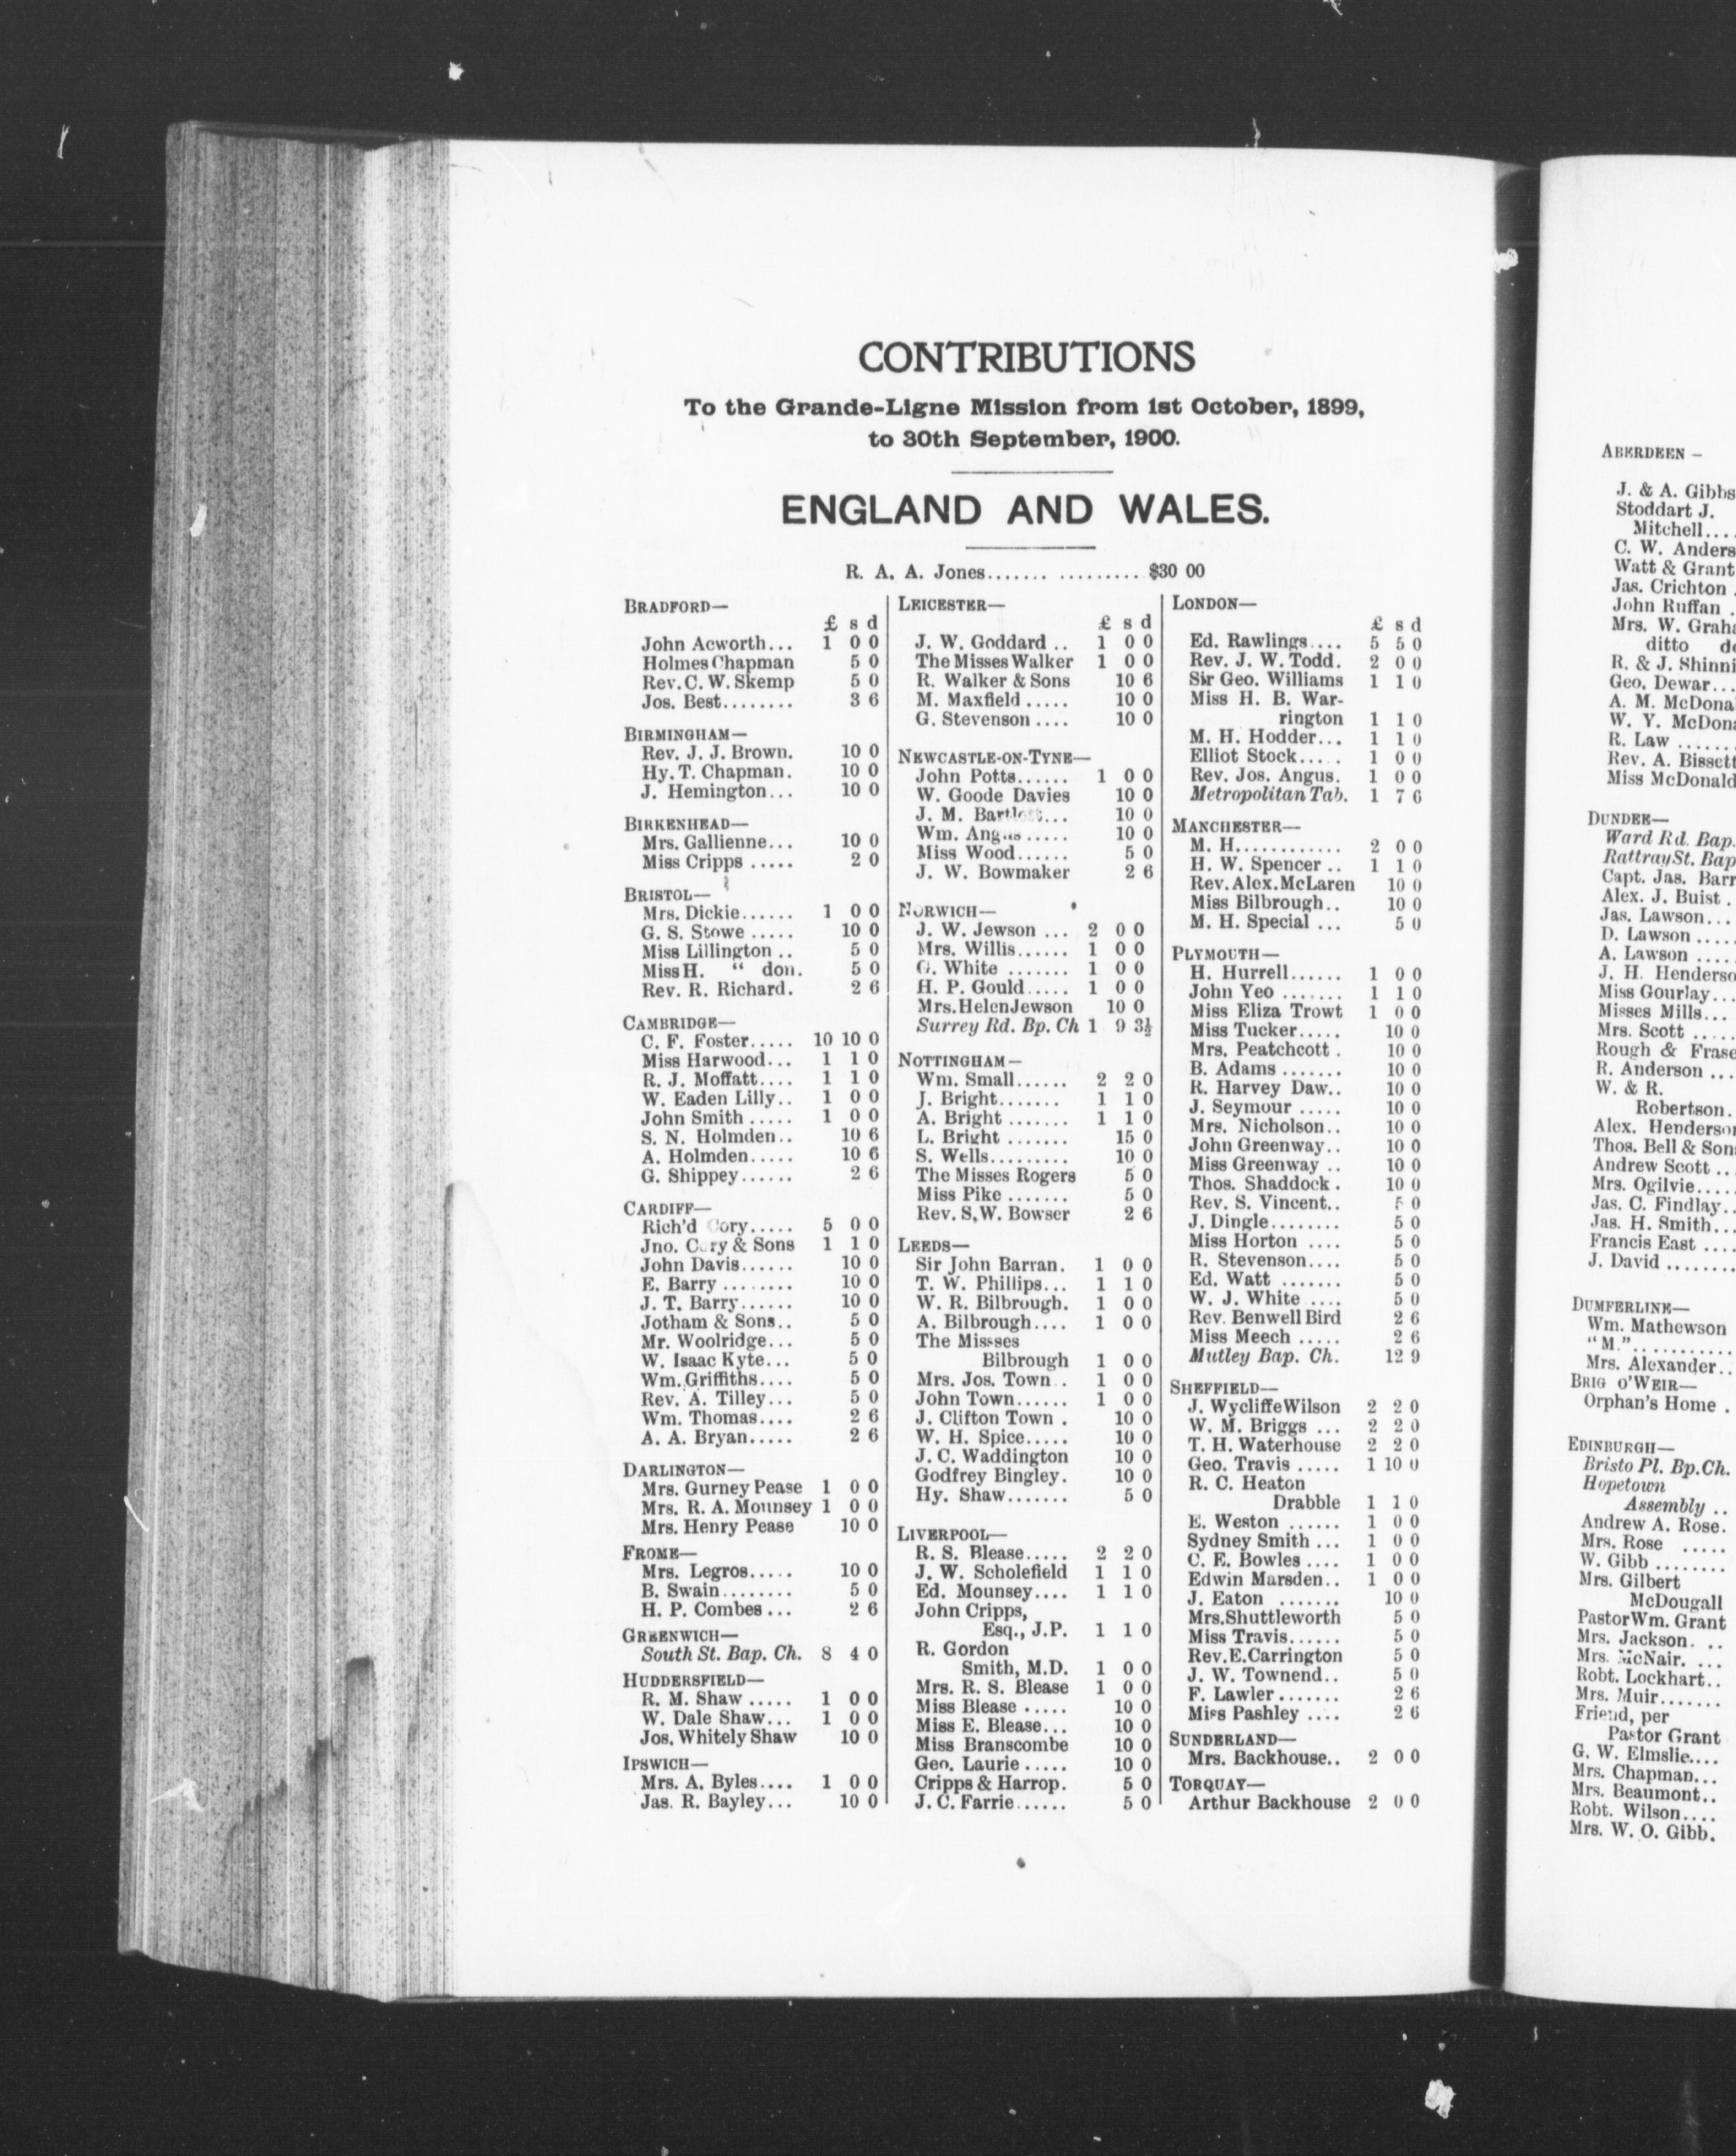 CONTRIBUTIONS
To the Grande-Ligne Mission from 1st October, 1899,
to 30th September, 1900.
ENGLAND AND WALES.
R. A. A. Jones....... ......... $30 00
BRADFORD—
£ s d
John Acworth... 1 0 0
Holmes Chapman 5 0
Rev. C. W. Skemp 5 0
Jos. Best........ 3 6
BIRMINGHAM—
Rev. J. J. Brown. 10 0
Hy. T. Chapman. 10 0
J. Hemington... 10 0
BIRKENHEAD—
Mrs. Gallienne... 10 0
Miss Cripps ..... 2 0
BRISTOL—
Mrs. Dickie...... 1 0 0
G. S. Stowe ..... 10 0
Miss Lillington .. 5 0
Miss H. “ don. 5 0
Rev. R. Richard. 2 6
CAMBRIDGE—
C. F. Foster..... 10 10 0
Miss Harwood... 1 1 0
R. J. Moffatt.... 1 1 0
W. Eaden Lilly.. 1 0 0
John Smith ..... 1 0 0
S. N. Holmden.. 10 6
A. Holmden..... 10 6
G. Shippey...... 2 6
CARDIFF—
Rich'd Cory..... 5 0 0
Jno. Cory & Sons 1 1 0
John Davis...... 10 0
E. Barry ......... 10 0
J. T. Barry...... 10 0
Jotham & Sons.. 5 0
Mr. Woolridge... 5 0
W. Isaac Kyte... 5 0
Wm. Griffiths.... 5 0
Rev. A. Tilley... 5 0
Wm. Thomas.... 2 6
A. A. Bryan..... 2 6
DARLINGTON—
Mrs. Gurney Pease 1 0 0
Mrs. R. A. Mounsey 1 0 0
Mrs. Henry Pease 10 0
FROME—
Mrs. Legros..... 10 0
B. Swain........ 5 0
H. P. Combes ... 2 6
GREENWICH—
South St. Bap. Ch. 8 4 0
HUDDERSFIELD—
R. M. Shaw ..... 1 0 0
W. Dale Shaw... 1 0 0
Jos. Whitely Shaw 10 0
IPSWICH—
Mrs. A. Byles.... 1 0 0
Jas. R. Bayley... 10 0
LEICESTER—
£ s d
J. W. Goddard .. 1 0 0
The Misses Walker 1 0 0
R. Walker & Sons 10 6
M. Maxfield ..... 10 0
G. Stevenson .... 10 0
NEWCASTLE-ON-TYNE—
John Potts...... 1 0 0
W. Goode Davies 10 0
J. M. Bartlett... 10 0
Wm. Angus ..... 10 0
Miss Wood...... 5 0
J. W. Bowmaker 2 6
NORWICH—
J. W. Jewson ... 2 0 0
Mrs. Willis...... 1 0 0
G. White ....... 1 0 0
H. P. Gould..... 1 0 0
Mrs. Helen Jewson 10 0
Surrey Rd. Bp. Ch 1 9 3½
NOTTINGHAM—
Wm. Small...... 2 2 0
J. Bright....... 1 1 0
A. Bright ....... 1 1 0
L. Bright ....... 15 0
S. Wells......... 10 0
The Misses Rogers 5 0
Miss Pike ....... 5 0
Rev. S. W. Bowser 2 6
LEEDS—
Sir John Barran. 1 0 0
T. W. Phillips... 1 1 0
W. R. Bilbrough. 1 0 0
A. Bilbrough.... 1 0 0
The Missses
Bilbrough 1 0 0
Mrs. Jos. Town . . 1 0 0
John Town...... 1 0 0
J. Clifton Town . 10 0
W. H. Spice..... 10 0
J. C. Waddington 10 0
Godfrey Bingley. 10 0
Hy. Shaw....... 5 0
LIVERPOOL—
R. S. Blease..... 2 2 0
J. W. Scholefield 1 1 0
Ed. Mounsey.... 1 1 0
John Cripps,
Esq., J.P. 1 1 0
R. Gordon
Smith, M.D. 1 0 0
Mrs. R. S. Blease 1 0 0
Miss Blease ..... 10 0
Miss E. Blease... 10 0
Miss Branscombe 10 0
Geo. Laurie ..... 10 0
Cripps & Harrop. 5 0
J. C. Farrie...... 5 0
LONDON—
£ s d
Ed. Rawlings.... 5 5 0
Rev. J. W. Todd. 2 0 0
Sir Geo. Williams 1 1 0
Miss H. B. War-
rington 1 1 0
M. H. Hodder... 1 1 0
Elliot Stock..... 1 0 0
Rev. Jos. Angus. 1 0 0
Metropolitan Tab. 1 7 6
MANCHESTER—
M. H............ 2 0 0
H. W. Spencer .. 1 1 0
Rev. Alex. McLaren 10 0
Miss Bilbrough.. 10 0
M. H. Special ... 5 0
PLYMOUTH—
H. Hurrell...... 1 0 0
John Yeo ....... 1 1 0
Miss Eliza Trowt 1 0 0
Miss Tucker..... 10 0
Mrs. Peatchcott . 10 0
B. Adams ....... 10 0
R. Harvey Daw.. 10 0
J. Seymour ..... 10 0
Mrs. Nicholson.. 10 0
John Greenway.. 10 0
Miss Greenway .. 10 0
Thos. Shaddock. 10 0
Rev. S. Vincent.. 5 0
J. Dingle........ 5 0
Miss Horton .... 5 0
R. Stevenson.... 5 0
Ed. Watt ....... 5 0
W. J. White .... 5 0
Rev. Benwell Bird 2 6
Miss Meech ..... 2 6
Mutley Bap. Ch. 12 9
SHEFFIELD—
J. Wycliffe Wilson 2 2 0
W. M. Briggs ... 2 2 0
T. H. Waterhouse 2 2 0
Geo. Travis ..... 1 10 0
R. C. Heaton
Drabble 1 1 0
E. Weston ...... 1 0 0
Sydney Smith ... 1 0 0
C. E. Bowles .... 1 0 0
Edwin Marsden.. 1 0 0
J. Eaton ....... 10 0
Mrs. Shuttleworth 5 0
Miss Travis...... 5 0
Rev. E. Carrington 5 0
J. W. Townend.. 5 0
F. Lawler....... 2 6
Miss Pashley .... 2 6
SUNDERLAND—
Mrs. Backhouse.. 2 0 0
TORQUAY—
Arthur Backhouse 2 0 0
ABERDEEN —
J. & A. Gibbs
Stoddart J.
Mitchell....
C. W. Anders
Watt & Grant
Jas. Crichton .
John Ruffan .
Mrs. W. Graha
ditto de
R. & J. Shinni
Geo. Dewar...
A. M. McDona
W. Y. McDona
R. Law .......
Rev. A. Bissett
Miss McDonald
DUNDEE—
Ward Rd. Bap.
Rattray St. Bap
Capt. Jas. Barr
Alex. J. Buist .
Jas. Lawson...
D. Lawson .....
A. Lawson ....
J. H. Henderso
Miss Gourlay...
Misses Mills...
Mrs. Scott .....
Rough & Frase
R. Anderson ...
W. & R.
Robertson.
Alex. Henderson
Thos. Bell & Son
Andrew Scott ..
Mrs. Ogilvie....
Jas. C. Findlay..
Jas. H. Smith...
Francis East ....
J. David ........
DUMFERLINE—
Wm. Mathewson
“M.”..........
Mrs. Alexander..
BRIG O'WEIR—
Orphan's Home .
EDINBURGH—
Bristo Pl. Bp. Ch.
Hopetown
Assembly ..
Andrew A. Rose.
Mrs. Rose .....
W. Gibb ........
Mrs. Gilbert
McDougall
Pastor Wm. Grant
Mrs. Jackson. ..
Mrs. McNair. ...
Robt. Lockhart..
Mrs. Muir.......
Friend, per
Pastor Grant
G. W. Elmslie....
Mrs. Chapman...
Mrs. Beaumont..
Robt. Wilson....
Mrs. W. O. Gibb.